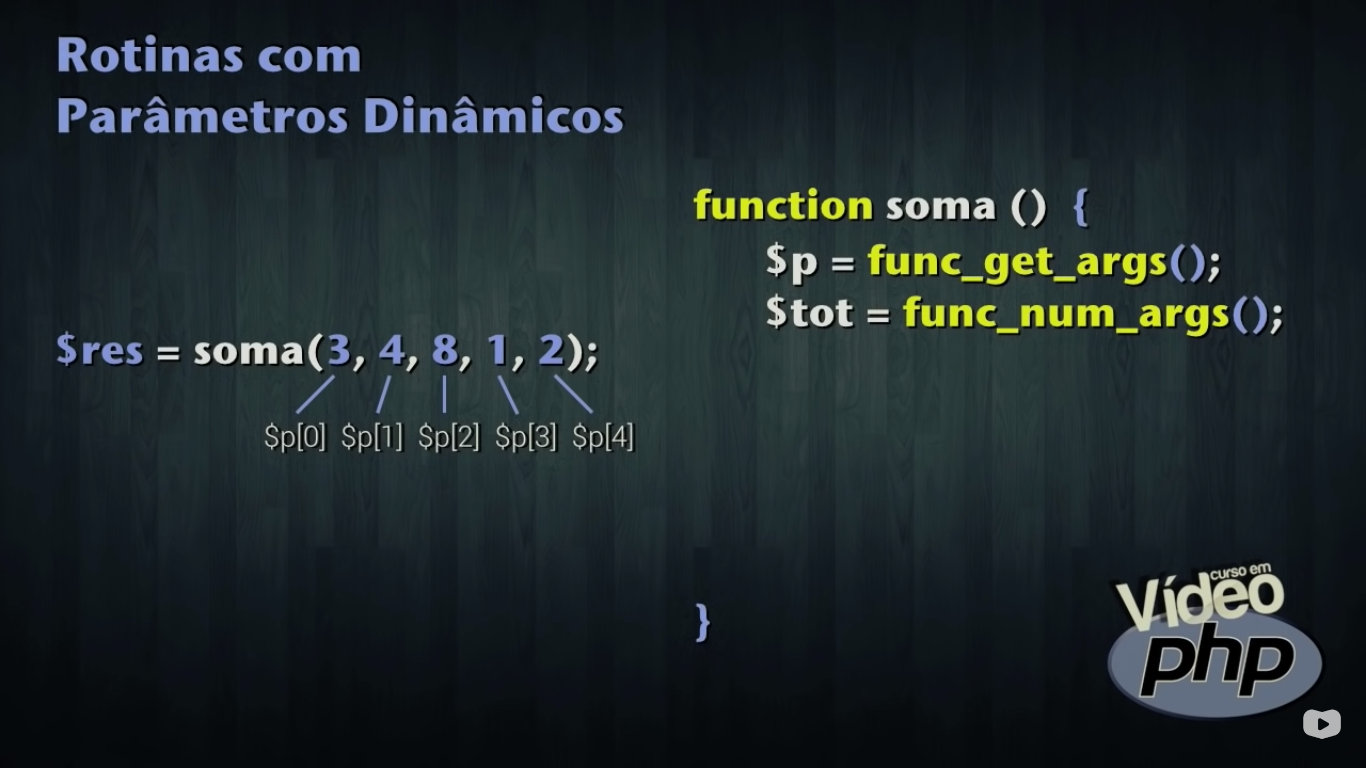 Rotinas com
Parâmetros Dinâmicos
function soma () {
$p = func_get_args();
$tot = func_num_args();
$res = soma(3, 4, 8, 1, 2);
$p[0] $p[1] $p[2] $p[3] $p[4]
}
curso em
Vídeo
php